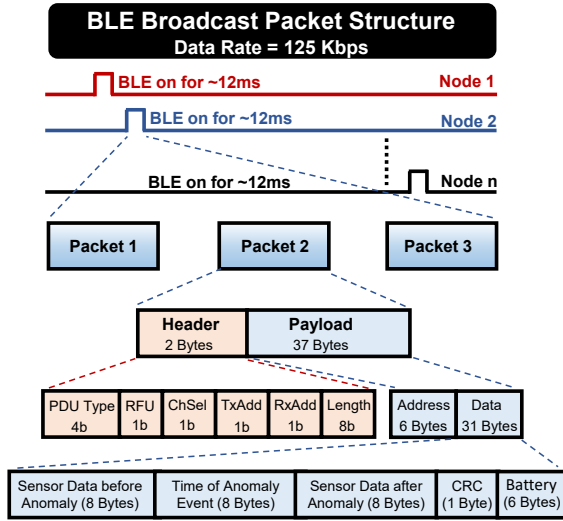 BLE Broadcast Packet Structure
Data Rate = 125 Kbps
BLE on for ~12ms
Node 1
BLE on for ~12ms
Node 2
BLE on for ~12ms
Node n
Packet 1
Packet 2
Packet 3
Header
2 Bytes
Payload
37 Bytes
PDU Type
4b
RFU
1b
ChSel
1b
TxAdd
1b
RxAdd
1b
Length
8b
Address
6 Bytes
Data
31 Bytes
Sensor Data before
Anomaly (8 Bytes)
Time of Anomaly
Event (8 Bytes)
Sensor Data after
Anomaly (8 Bytes)
CRC
(1 Byte)
Battery
(6 Bytes)